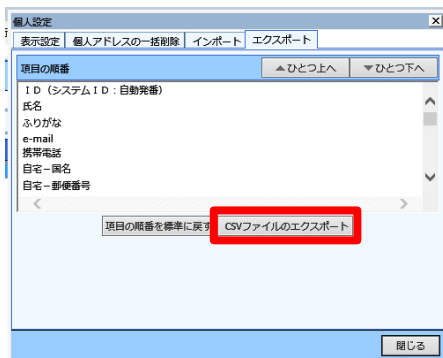 個人設定
表示設定 個人アドレスの一括削除 インポート エクスポート
項目の順番 ▲ひとつ上へ ▼ひとつ下へ
ＩＤ（システムＩＤ：自動発番）
氏名
ふりがな
e-mail
携帯電話
自宅－国名
自宅－郵便番号
項目の順番を標準に戻す CSVファイルのエクスポート
閉じる